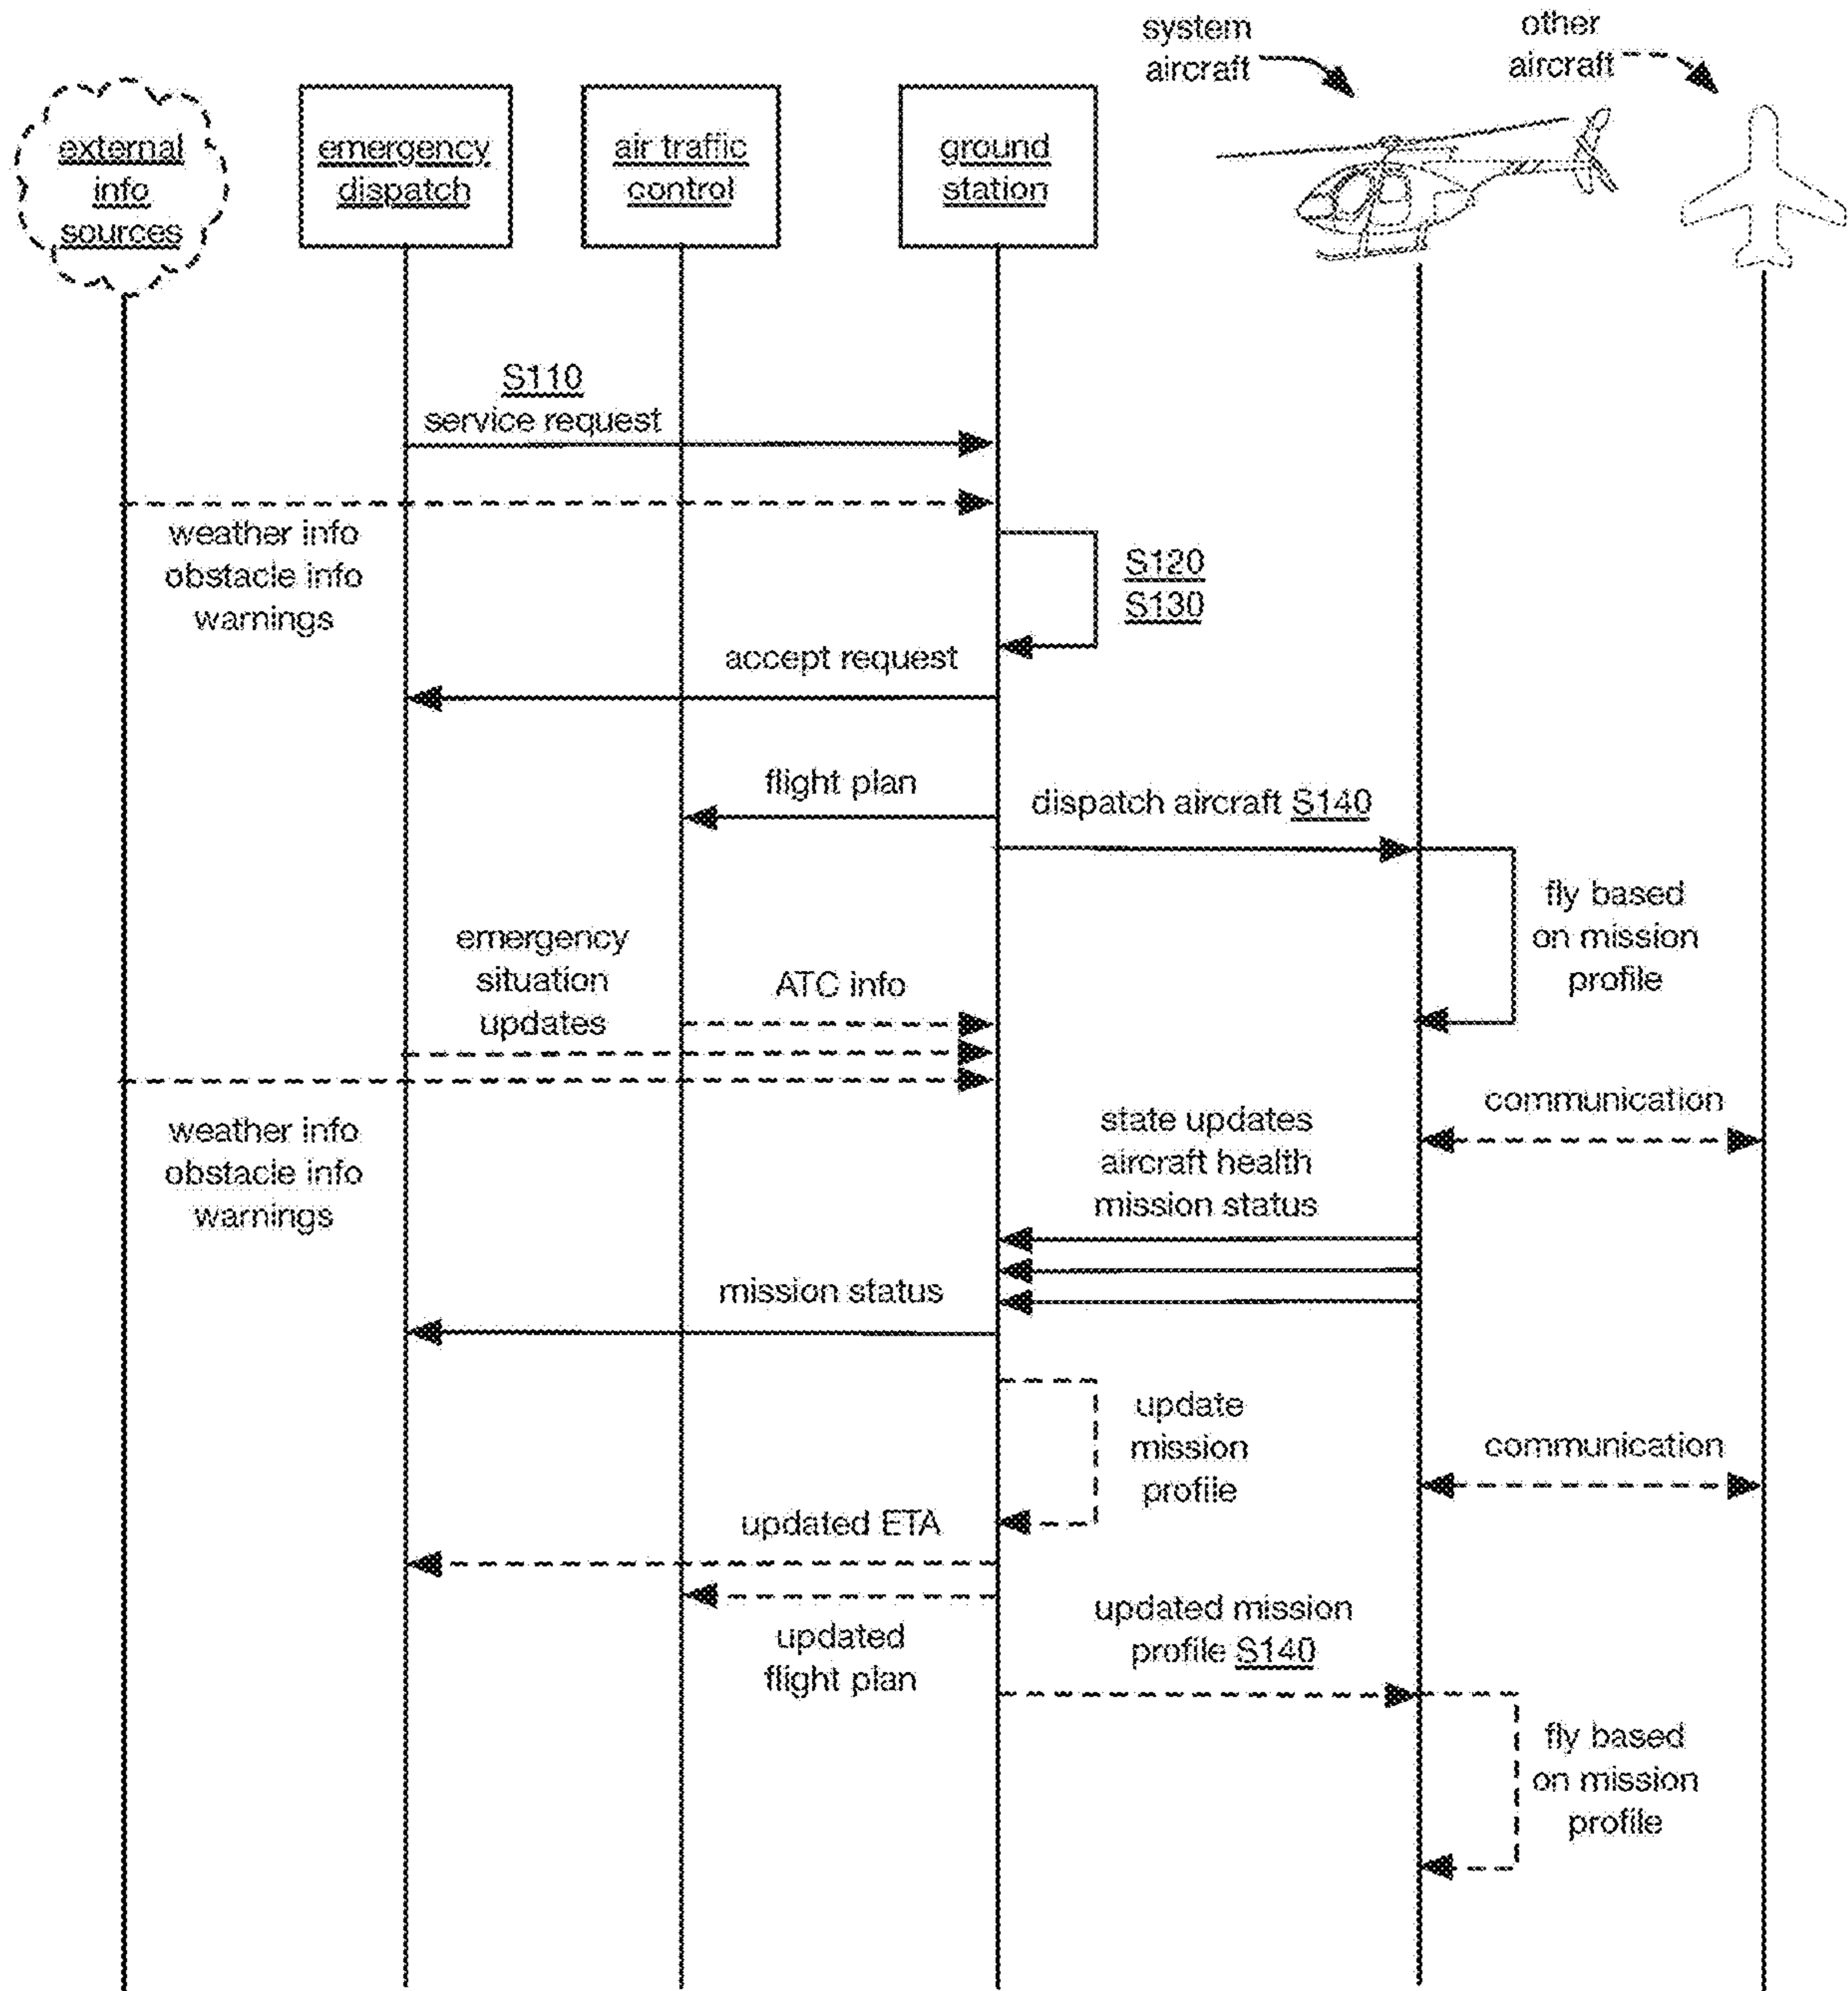 system
aircraft
other
aircraft
external
info
sources
emergency
dispatch
air traffic
control
ground
station
S110
service request
weather info
obstacle info
warnings
S120
S130
accept request
flight plan
dispatch aircraft S140
fly based
on mission
profile
emergency
situation
updates
ATC info
communication
weather info
obstacle info
warnings
state updates
aircraft health
mission status
mission status
update
mission
profile
communication
updated ETA
updated
flight plan
updated mission
profile S140
fly based
on mission
profile